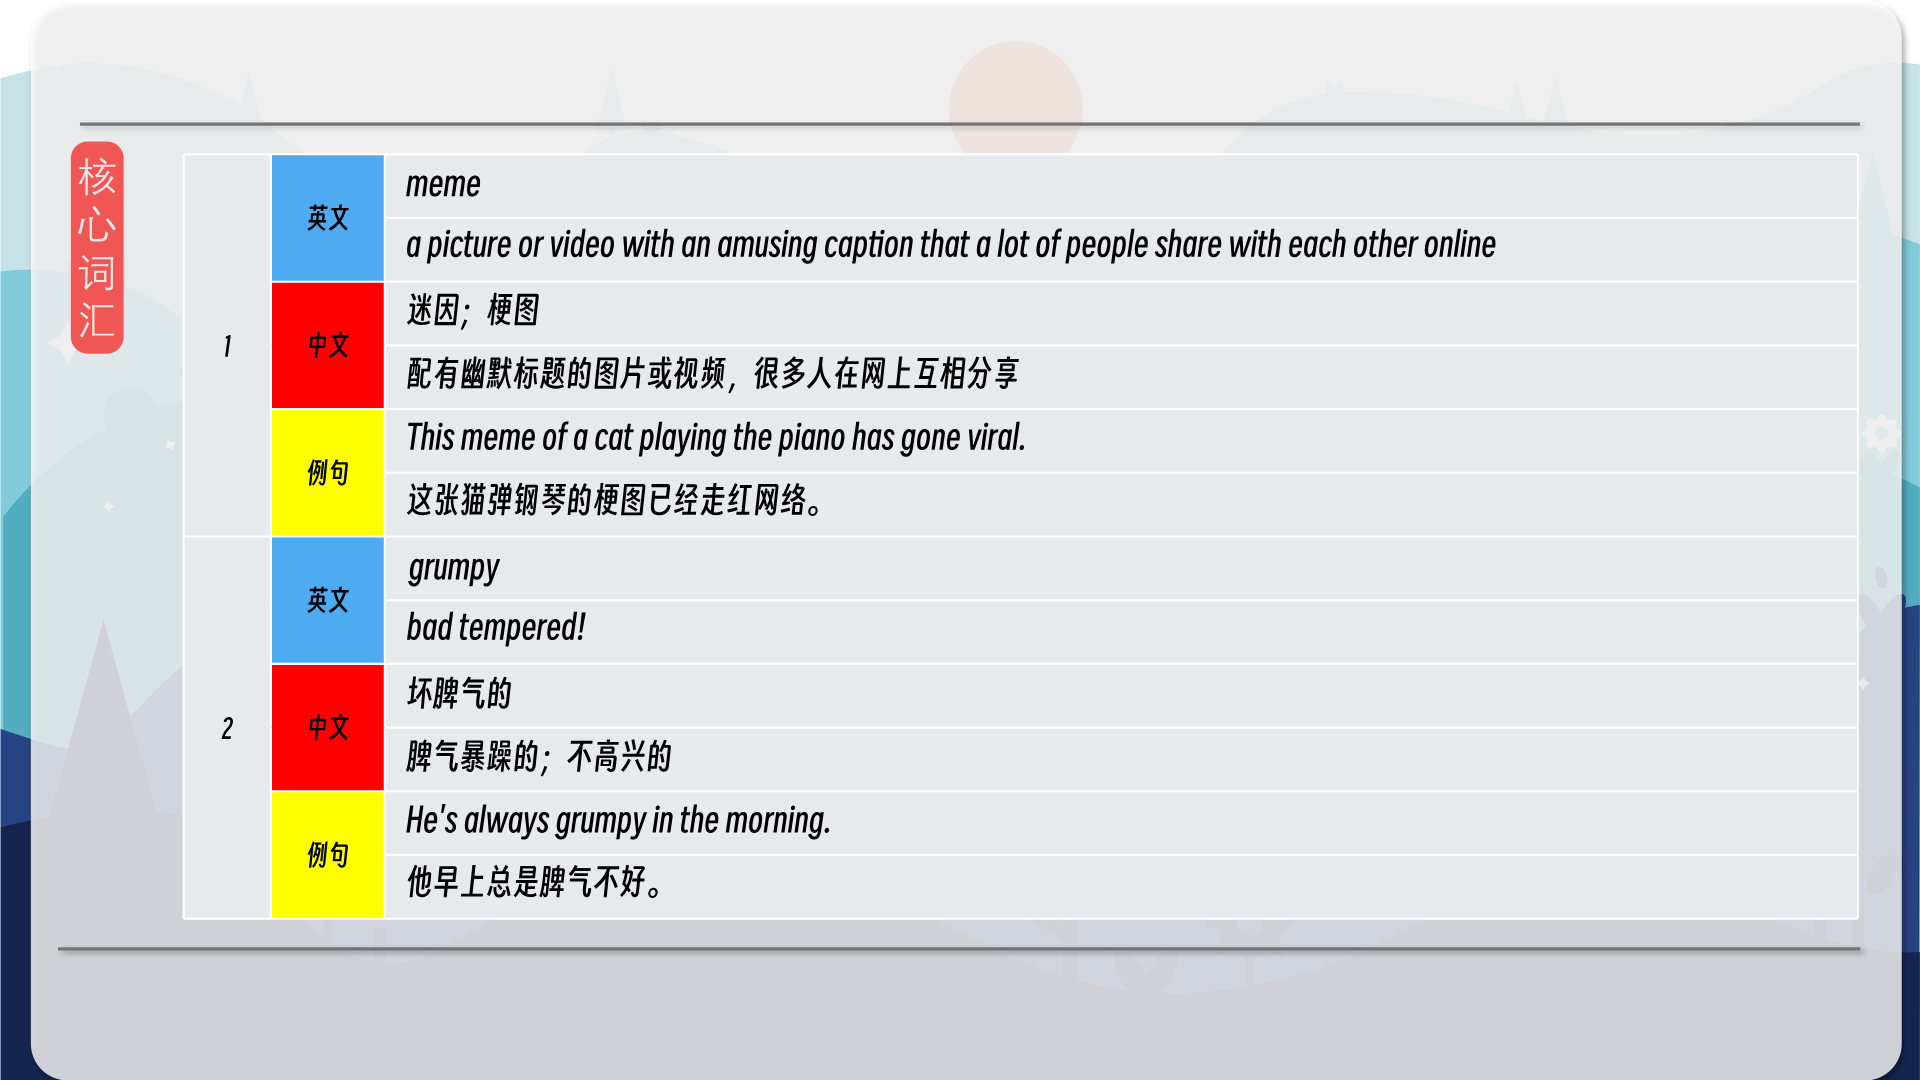 核心词汇
1
英文
meme
a picture or video with an amusing caption that a lot of people share with each other online
中文
迷因；梗图
配有幽默标题的图片或视频，很多人在网上互相分享
例句
This meme of a cat playing the piano has gone viral.
这张猫弹钢琴的梗图已经走红网络。
2
英文
grumpy
bad tempered!
中文
坏脾气的
脾气暴躁的；不高兴的
例句
He's always grumpy in the morning.
他早上总是脾气不好。